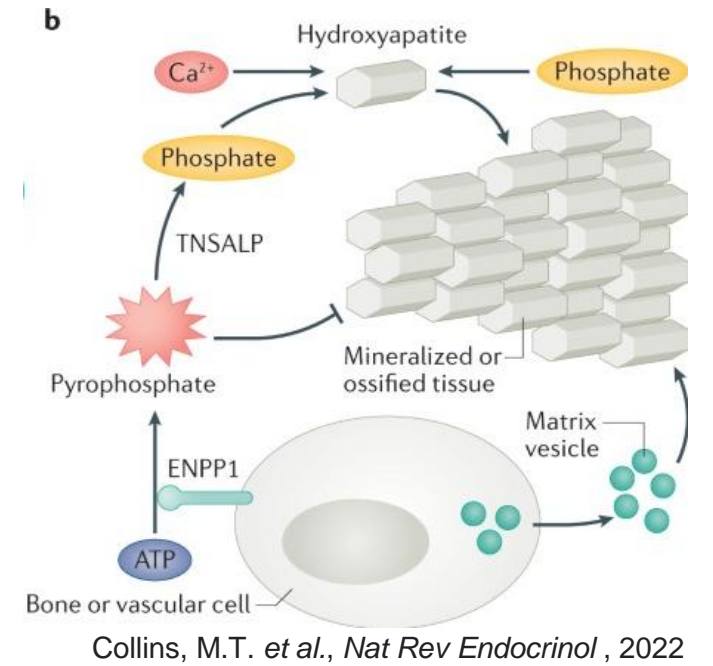 b
Hydroxyapatite
Ca²⁺
Phosphate
Phosphate
TNSALP
Pyrophosphate
Mineralized or
ossified tissue
Matrix
vesicle
ENPP1
ATP
Bone or vascular cell
Collins, M.T. et al., Nat Rev Endocrinol , 2022